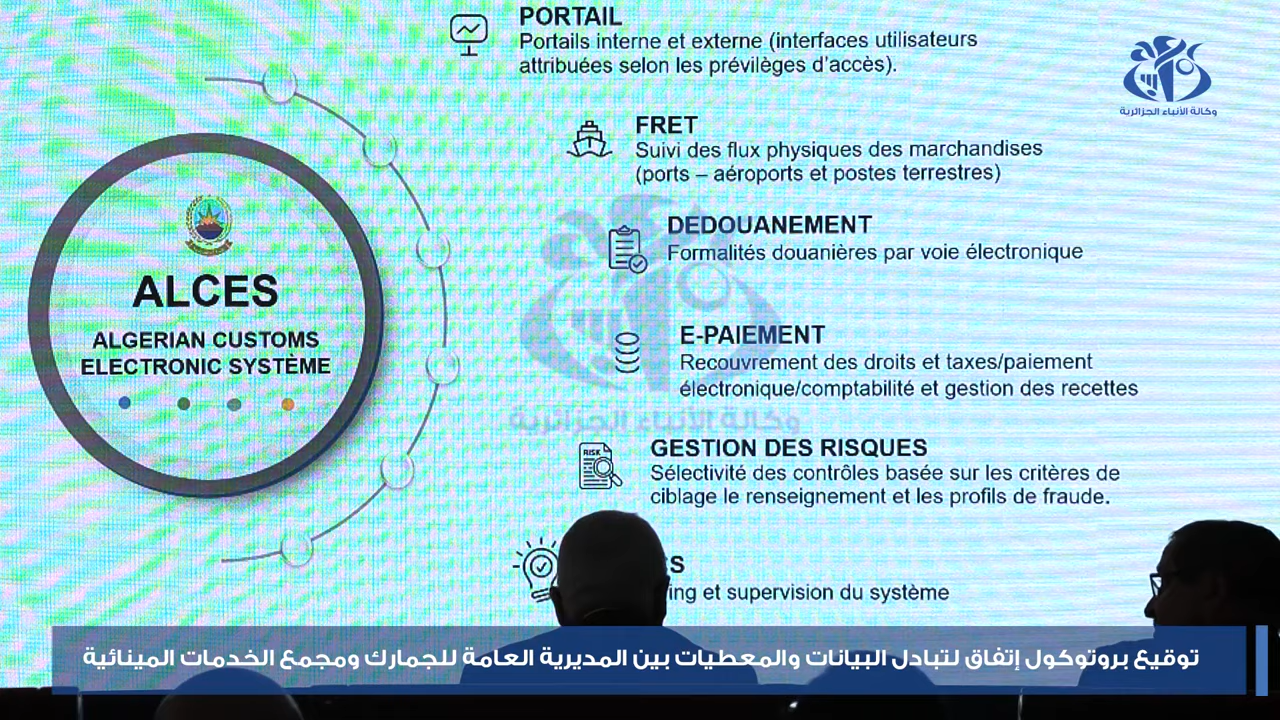 PORTAIL
Portails interne et externe (interfaces utilisateurs
attribuées selon les prévilèges d'accès).
وكالة الأنباء الجزائرية
FRET
Suivi des flux physiques des marchandises
(ports – aéroports et postes terrestres)
DEDOUANEMENT
Formalités douanières par voie électronique
ALCES
ALGERIAN CUSTOMS
ELECTRONIC SYSTÈME
E-PAIEMENT
Recouvrement des droits et taxes/paiement
électronique/comptabilité et gestion des recettes
وكالة الأنباء الجزائرية
RISK
GESTION DES RISQUES
Sélectivité des contrôles basée sur les critères de
ciblage le renseignement et les profils de fraude.
et supervision du système
توقيع بروتوكول إتفاق لتبادل البيانات والمعطيات بين المديرية العامة للجمارك ومجمع الخدمات المينائية